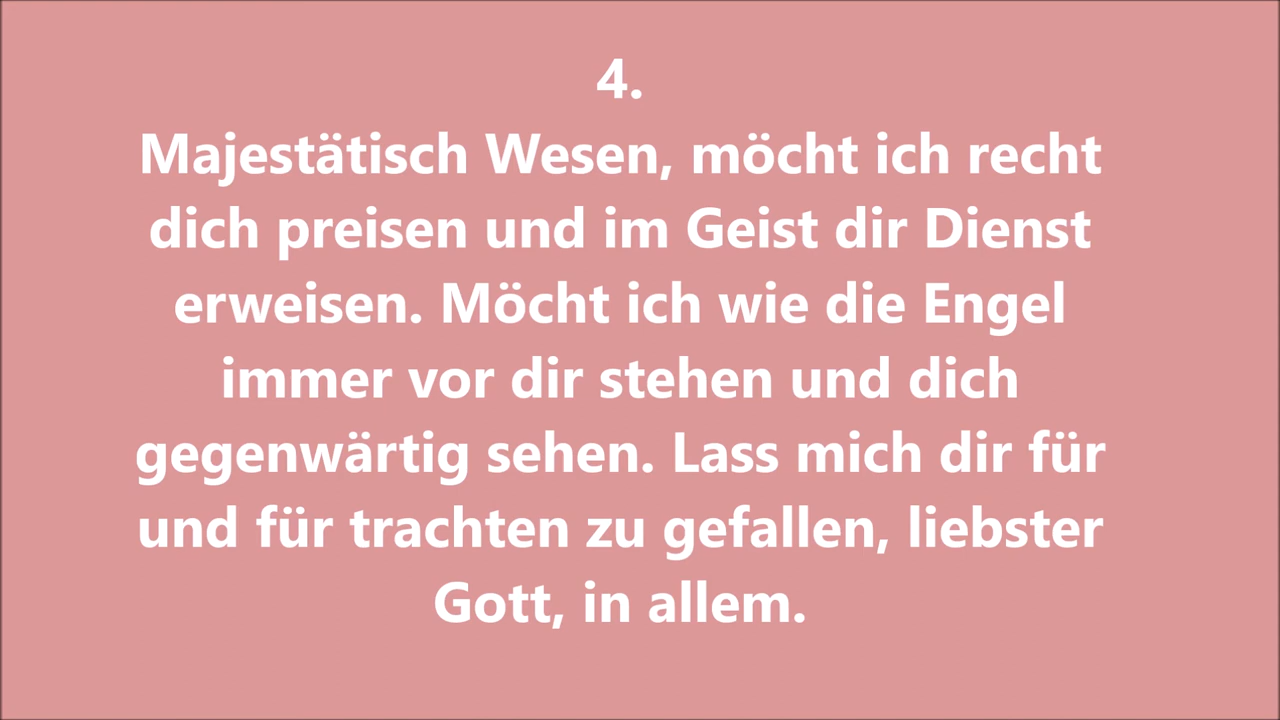 4.
Majestätisch Wesen, möcht ich recht
dich preisen und im Geist dir Dienst
erweisen. Möcht ich wie die Engel
immer vor dir stehen und dich
gegenwärtig sehen. Lass mich dir für
und für trachten zu gefallen, liebster
Gott, in allem.